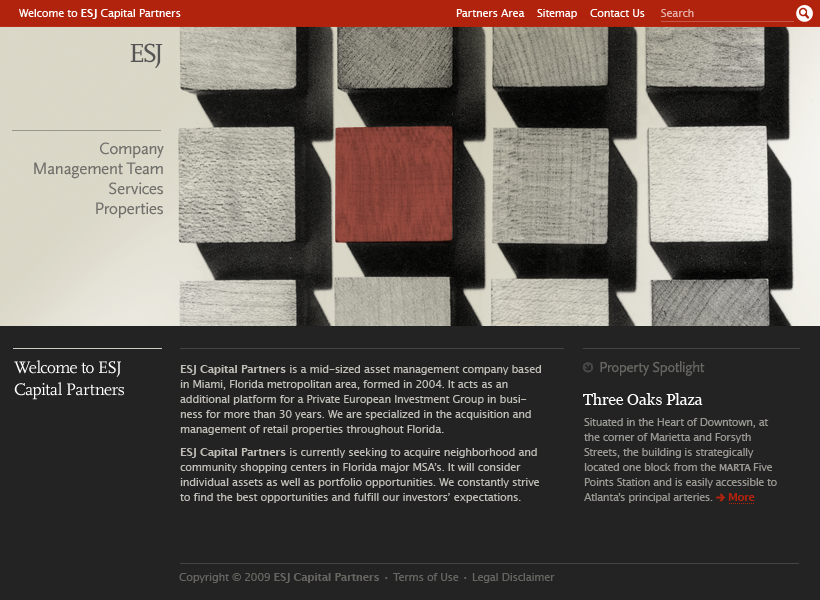 Welcome to ESJ Capital Partners
Partners Area Sitemap Contact Us Search
ESJ
Company
Management Team
Services
Properties
Welcome to ESJ
Capital Partners
ESJ Capital Partners is a mid-sized asset management company based
in Miami, Florida metropolitan area, formed in 2004. It acts as an
additional platform for a Private European Investment Group in busi-
ness for more than 30 years. We are specialized in the acquisition and
management of retail properties throughout Florida.
ESJ Capital Partners is currently seeking to acquire neighborhood and
community shopping centers in Florida major MSA's. It will consider
individual assets as well as portfolio opportunities. We constantly strive
to find the best opportunities and fulfill our investors' expectations.
Property Spotlight
Three Oaks Plaza
Situated in the Heart of Downtown, at
the corner of Marietta and Forsyth
Streets, the building is strategically
located one block from the MARTA Five
Points Station and is easily accessible to
Atlanta's principal arteries. → More
Copyright © 2009 ESJ Capital Partners · Terms of Use · Legal Disclaimer